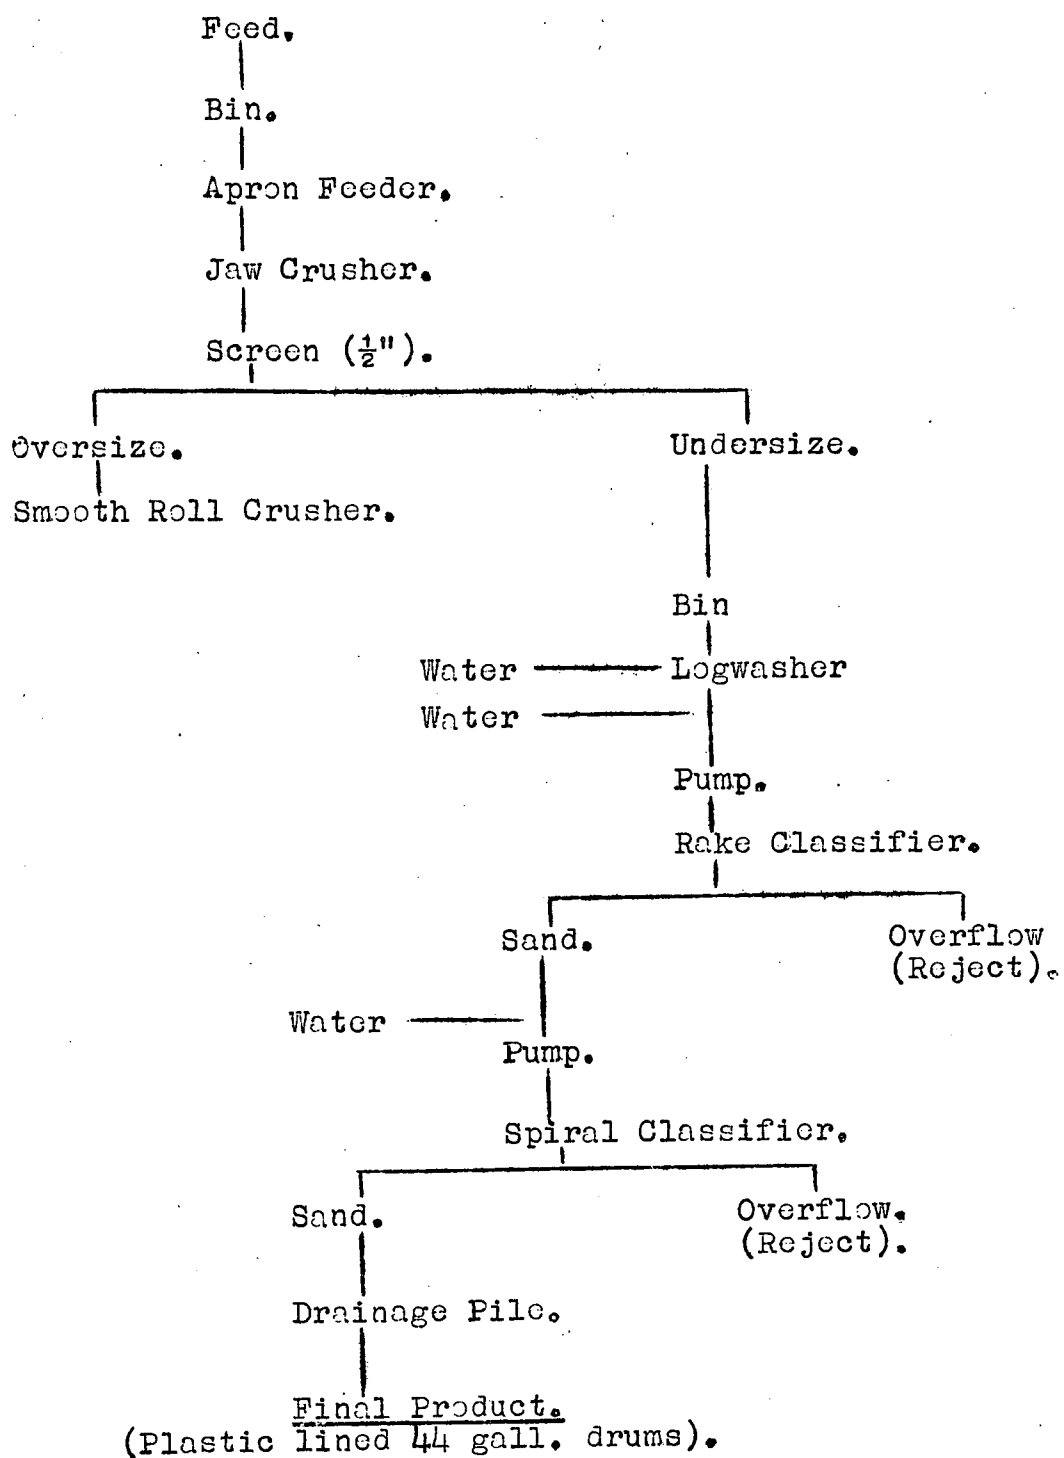 Feed.
Bin.
Apron Feeder.
Jaw Crusher.
Screen (½").
Oversize.
Undersize.
Smooth Roll Crusher.
Bin
Water
Logwasher
Water
Pump.
Rake Classifier.
Sand.
Overflow
(Reject).
Water
Pump.
Spiral Classifier.
Sand.
Overflow.
(Reject).
Drainage Pile.
Final Product.
(Plastic lined 44 gall. drums).